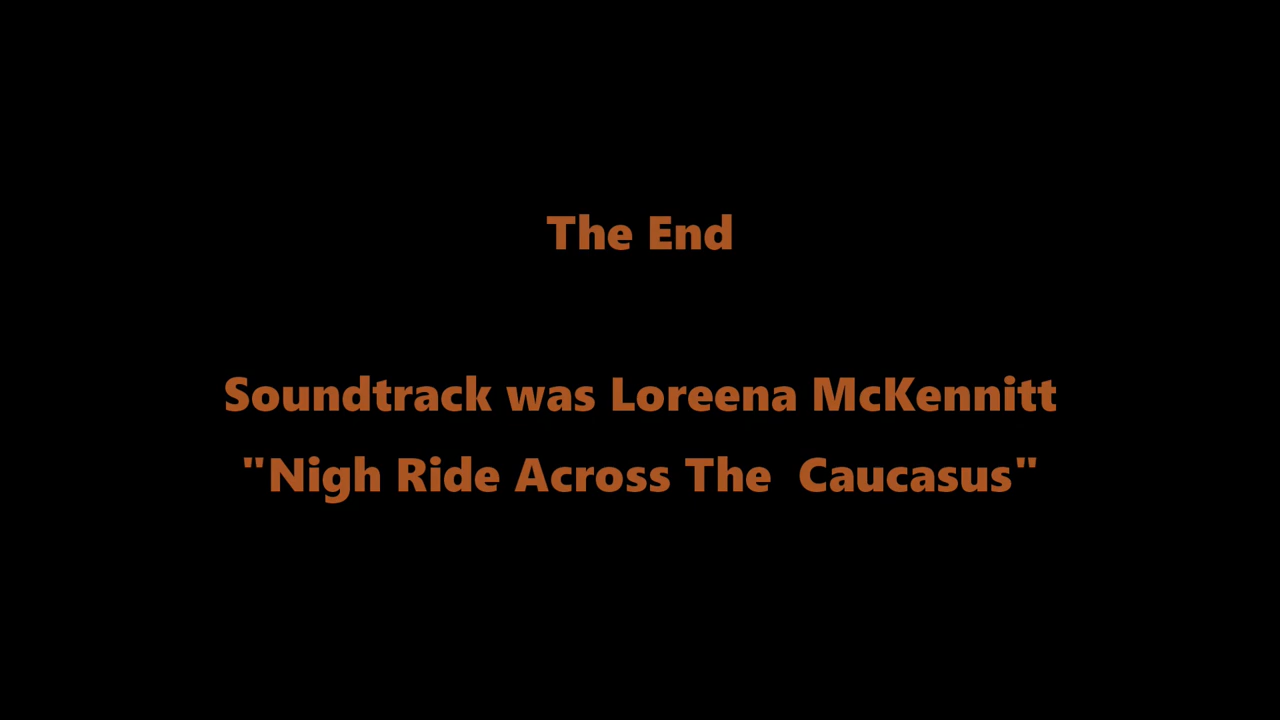 The End
Soundtrack was Loreena McKennitt
"Nigh Ride Across The  Caucasus"